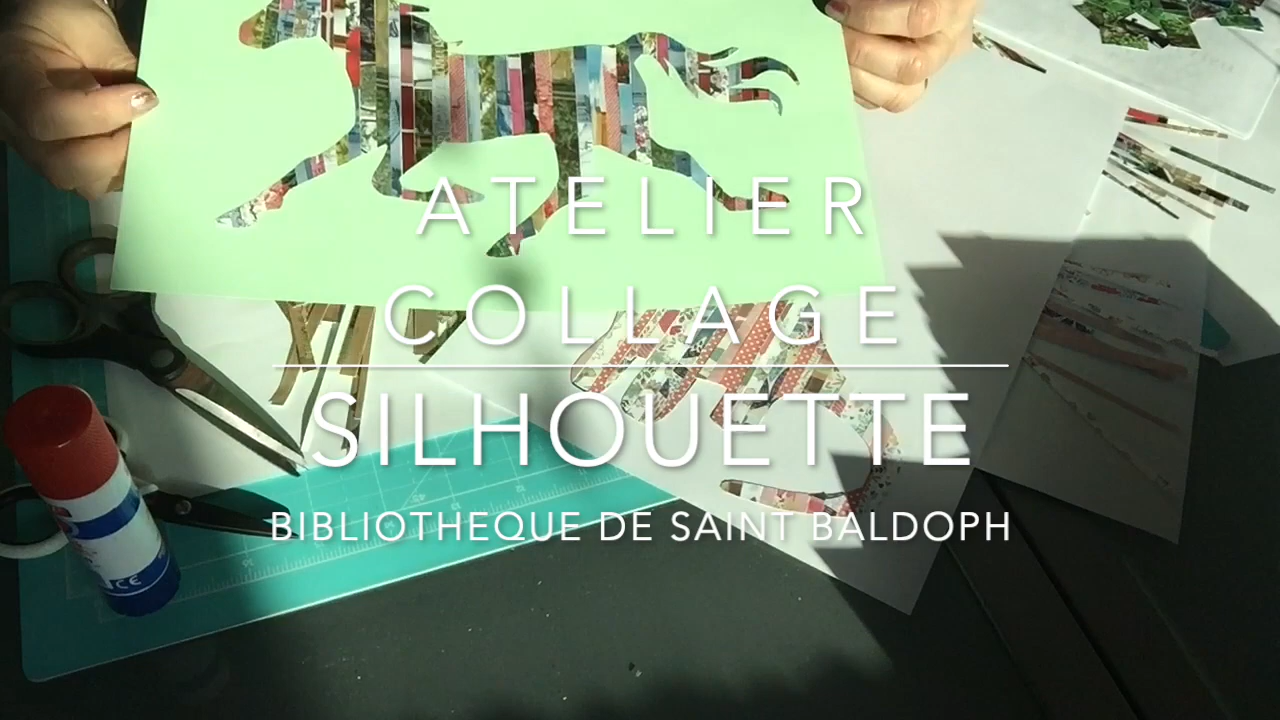 ATELIER
COLLAGE
SILHOUETTE
BIBLIOTHEQUE DE SAINT BALDOPH